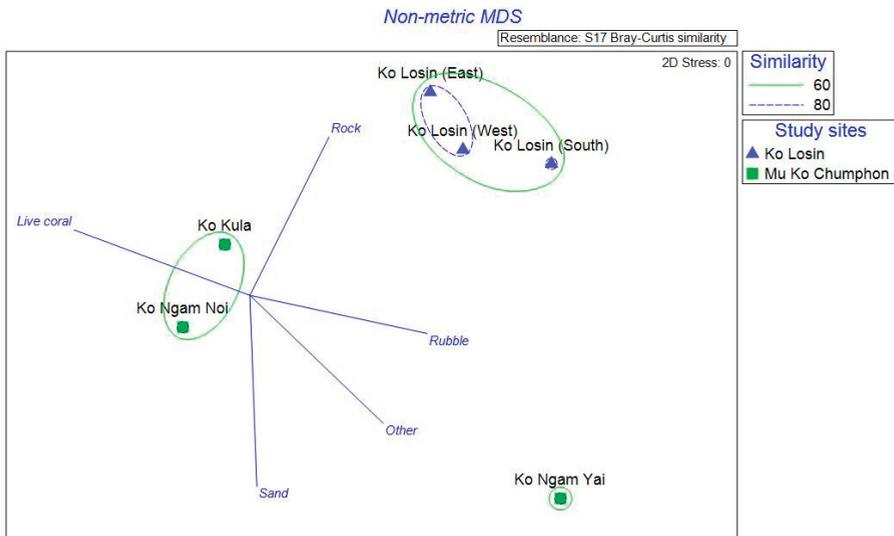 Non-metric MDS
Resemblance: S17 Bray-Curtis similarity
2D Stress: 0
Similarity
60
80
Study sites
Ko Losin
Mu Ko Chumphon
Ko Losin (East)
Rock
Ko Losin (West)
Ko Losin (South)
Live coral
Ko Kula
Ko Ngam Noi
Rubble
Other
Sand
Ko Ngam Yai